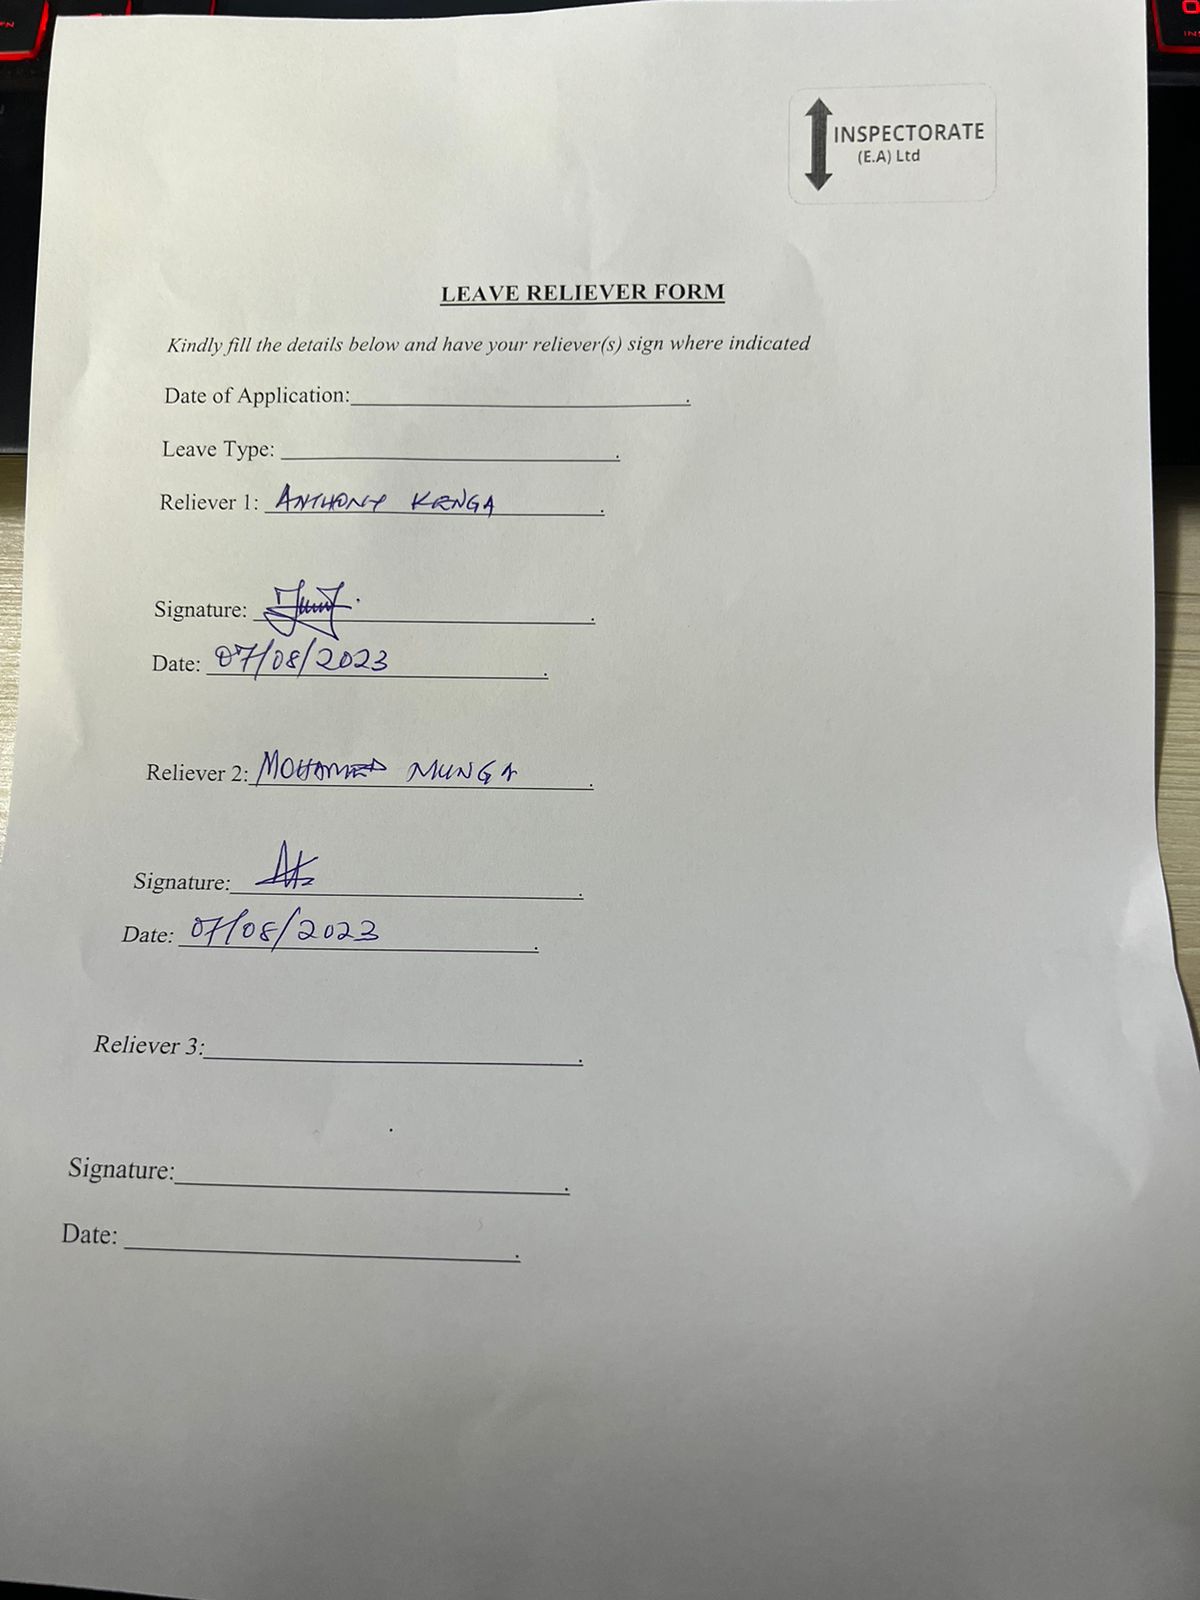 INSPECTORATE
(E.A) Ltd
LEAVE RELIEVER FORM
Kindly fill the details below and have your reliever(s) sign where indicated
Date of Application:
Leave Type:
Reliever 1: ANTHONY KENGA
Signature:
Date: 07/08/2023
Reliever 2: MOHAMED MUNGA
Signature:
Date: 07/08/2023
Reliever 3:
Signature:
Date: